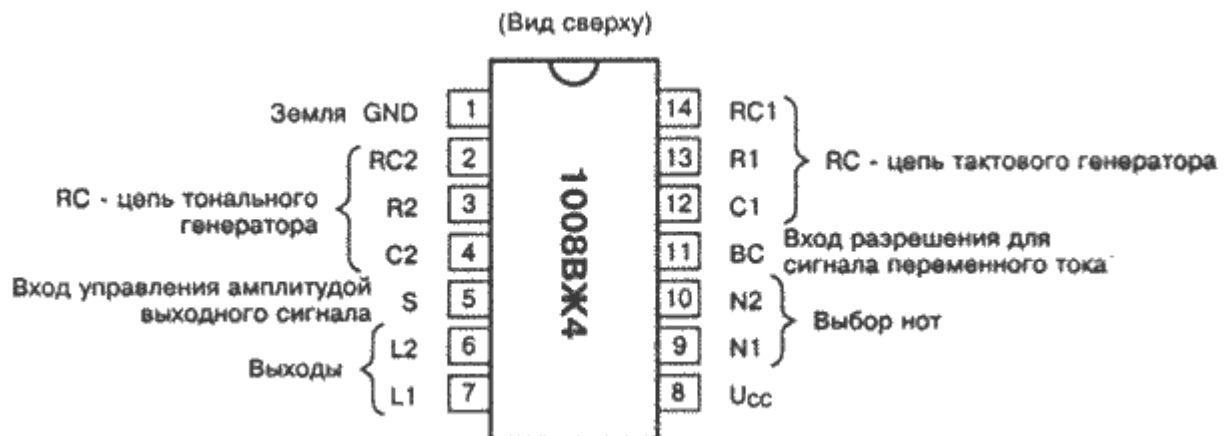 (Вид сверху)
Земля GND 1
RC2 2
RC - цепь тонального
генератора
R2 3
C2 4
Вход управления амплитудой
выходного сигнала
S 5
L2 6
Выходы
L1 7
1008ВЖ4
14 RC1
13 R1
RC - цепь тактового генератора
12 C1
11 BC
Вход разрешения для
сигнала переменного тока
10 N2
Выбор нот
9 N1
8 Ucc